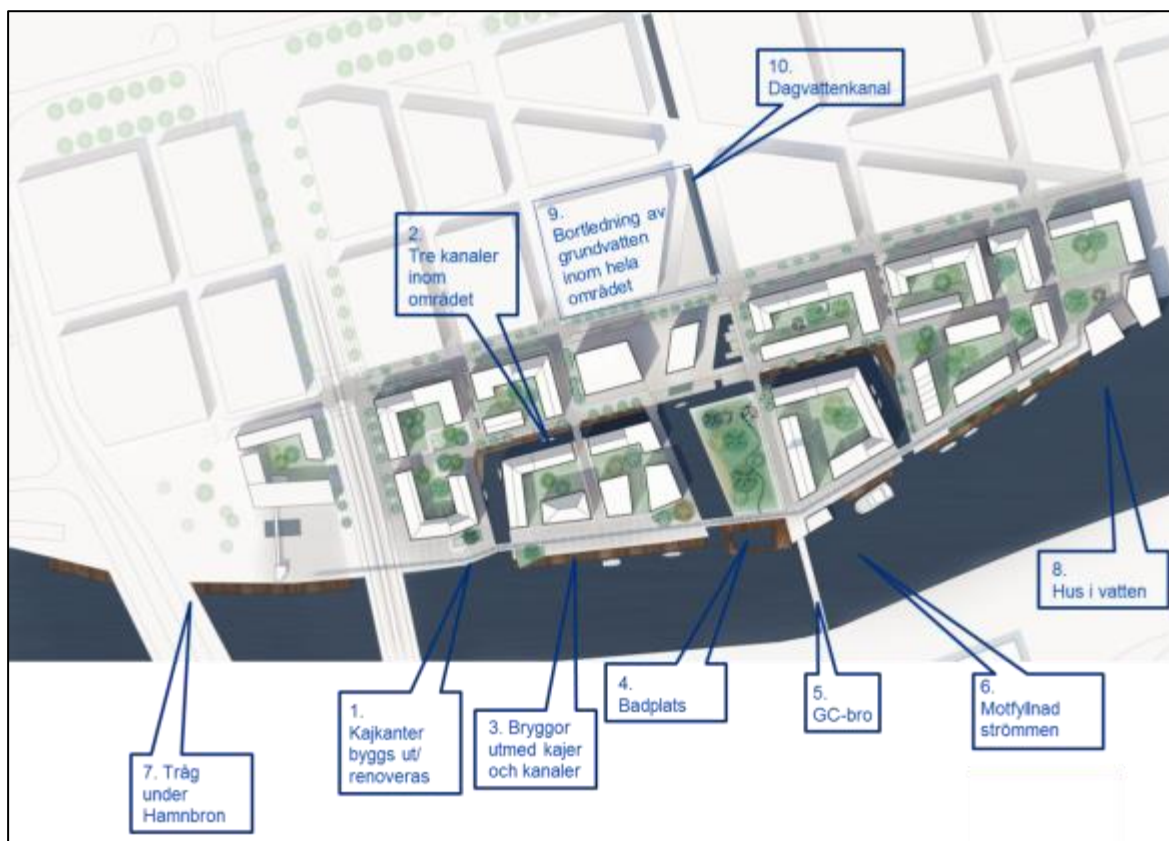 10.
Dagvattenkanal
9.
Bortledning av
grundvatten
inom hela
området
2.
Tre kanaler
inom
området
8.
Hus i vatten
1.
Kajkanter
byggs ut/
renoveras
3. Bryggor
utmed kajer
och kanaler
4.
Badplats
5.
GC-bro
6.
Motfyllnad
strömmen
7. Tråg
under
Hamnbron